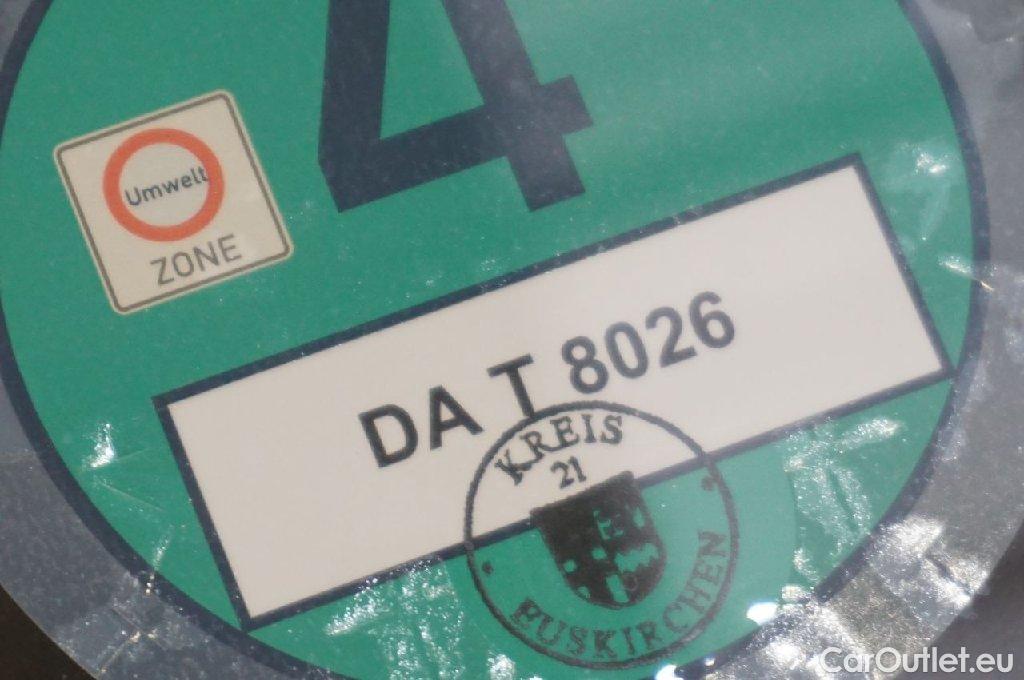 4
Umwelt
ZONE
DA T 8026
KREIS
21
EUSKIRCHEN
CarOutlet.eu